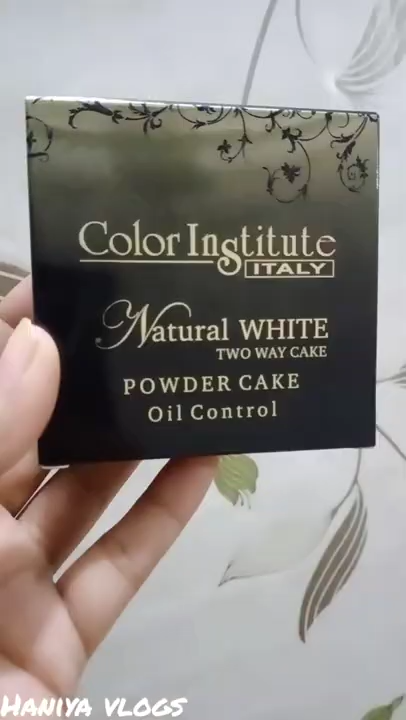 Color Institute
ITALY
Natural WHITE
TWO WAY CAKE
POWDER CAKE
Oil Control
HANIYA VLOGS